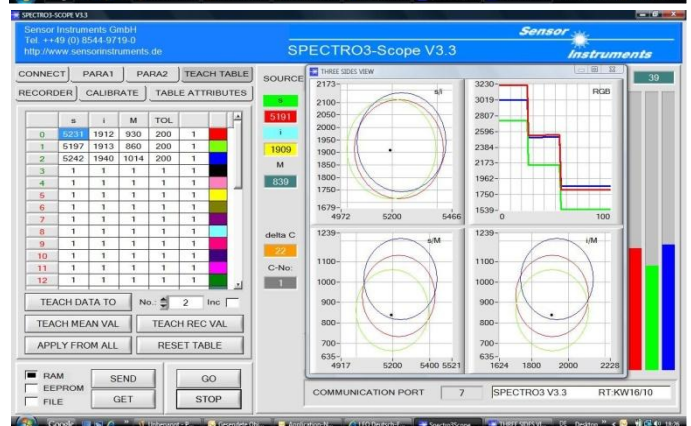 SPECTRO3-SCOPE V3.3
Sensor Instruments GmbH
Tel. ++49 (0) 8544-9719-0
http://www.sensorinstruments.de
SPECTRO3-Scope V3.3
Sensor
Instruments
CONNECT PARA1 PARA2 TEACH TABLE
RECORDER CALIBRATE TABLE ATTRIBUTES
s i M TOL
0 5231 1912 930 200 1
1 5197 1913 860 200 1
2 5242 1940 1014 200 1
3 1 1 1 1 1
4 1 1 1 1 1
5 1 1 1 1 1
6 1 1 1 1 1
7 1 1 1 1 1
8 1 1 1 1 1
9 1 1 1 1 1
10 1 1 1 1 1
11 1 1 1 1 1
12 1 1 1 1 1
TEACH DATA TO No.: 2 Inc
TEACH MEAN VAL TEACH REC VAL
APPLY FROM ALL RESET TABLE
RAM
EEPROM
FILE
SEND GO
GET STOP
SOURCE
s
5191
i
1909
M
839
delta C
22
C-No:
1
THREE SIDES VIEW
2173-
2100-
2050-
2000-
1950-
1900-
1850-
1800-
1750-
1679-
4972 5200 5466
s/i
3230-
3019-
2807-
2596-
2384-
2173-
1962-
1750-
1539-
0 100
RGB
1239-
1100-
1000-
900-
800-
700-
635-
4917 5200 5400 5521
s/M
1239-
1100-
1000-
900-
800-
700-
635-
1624 1800 2000 2228
i/M
39
COMMUNICATION PORT 7 SPECTRO3 V3.3 RT:KW16/10
18:26